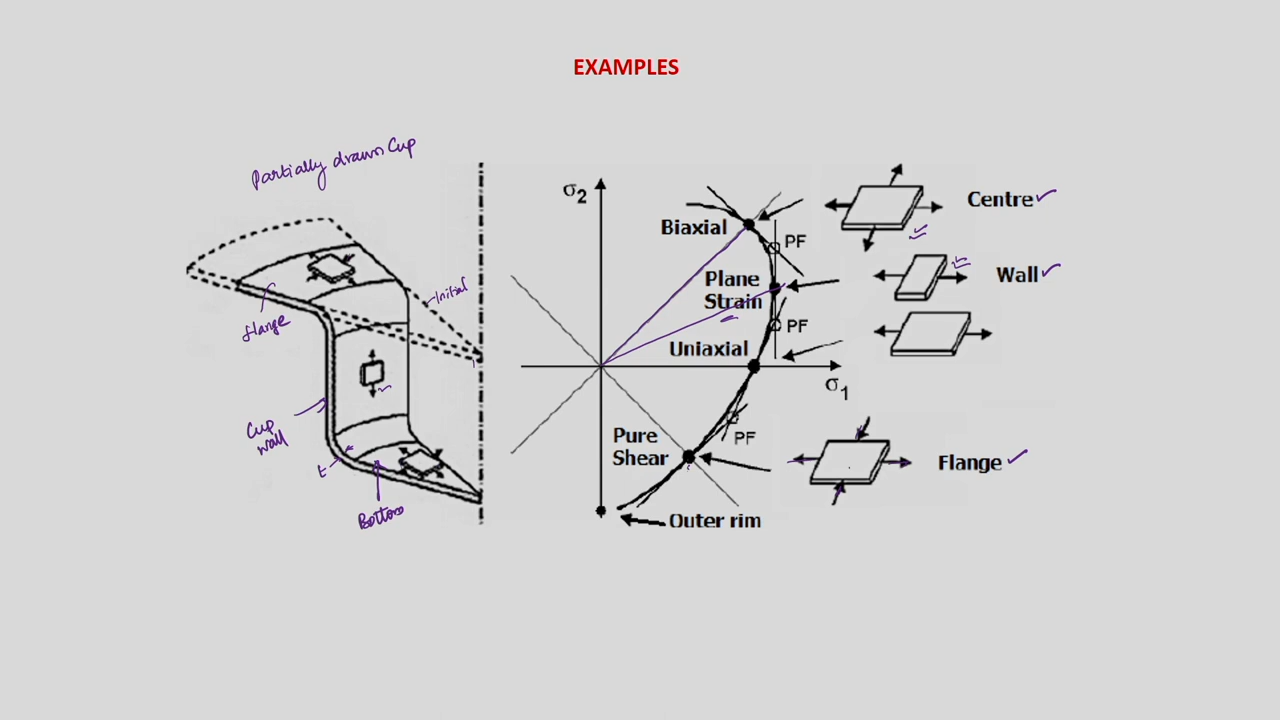 EXAMPLES
Partially drawn Cup
Initial
flange
Cup wall
t
Bottom
σ2
Biaxial
PF
Plane Strain
PF
Uniaxial
σ1
Pure Shear
PF
Outer rim
Centre
Wall
Flange